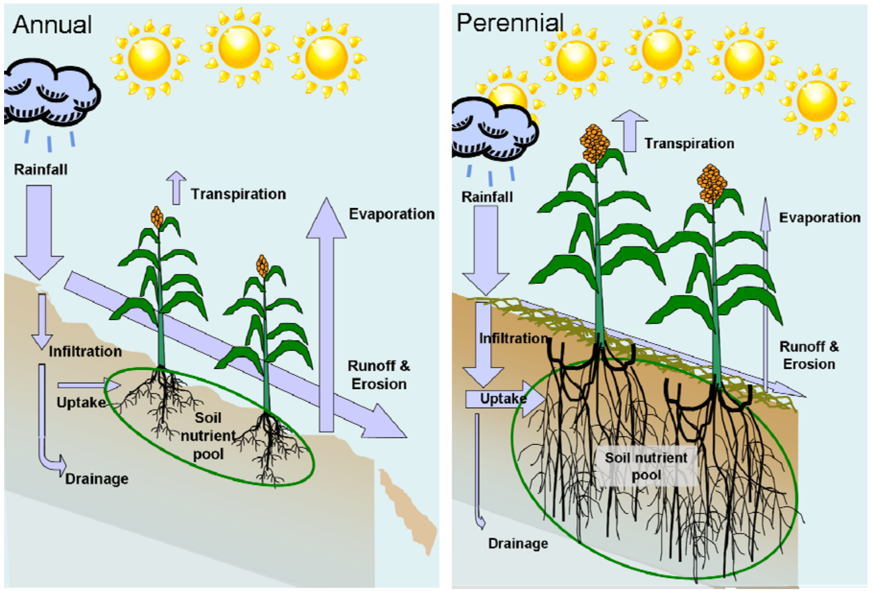 Annual
Rainfall
Transpiration
Evaporation
Infiltration
Runoff &
Erosion
Uptake
Soil
nutrient
pool
Drainage
Perennial
Transpiration
Rainfall
Evaporation
Infiltration
Runoff &
Erosion
Uptake
Soil nutrient
pool
Drainage